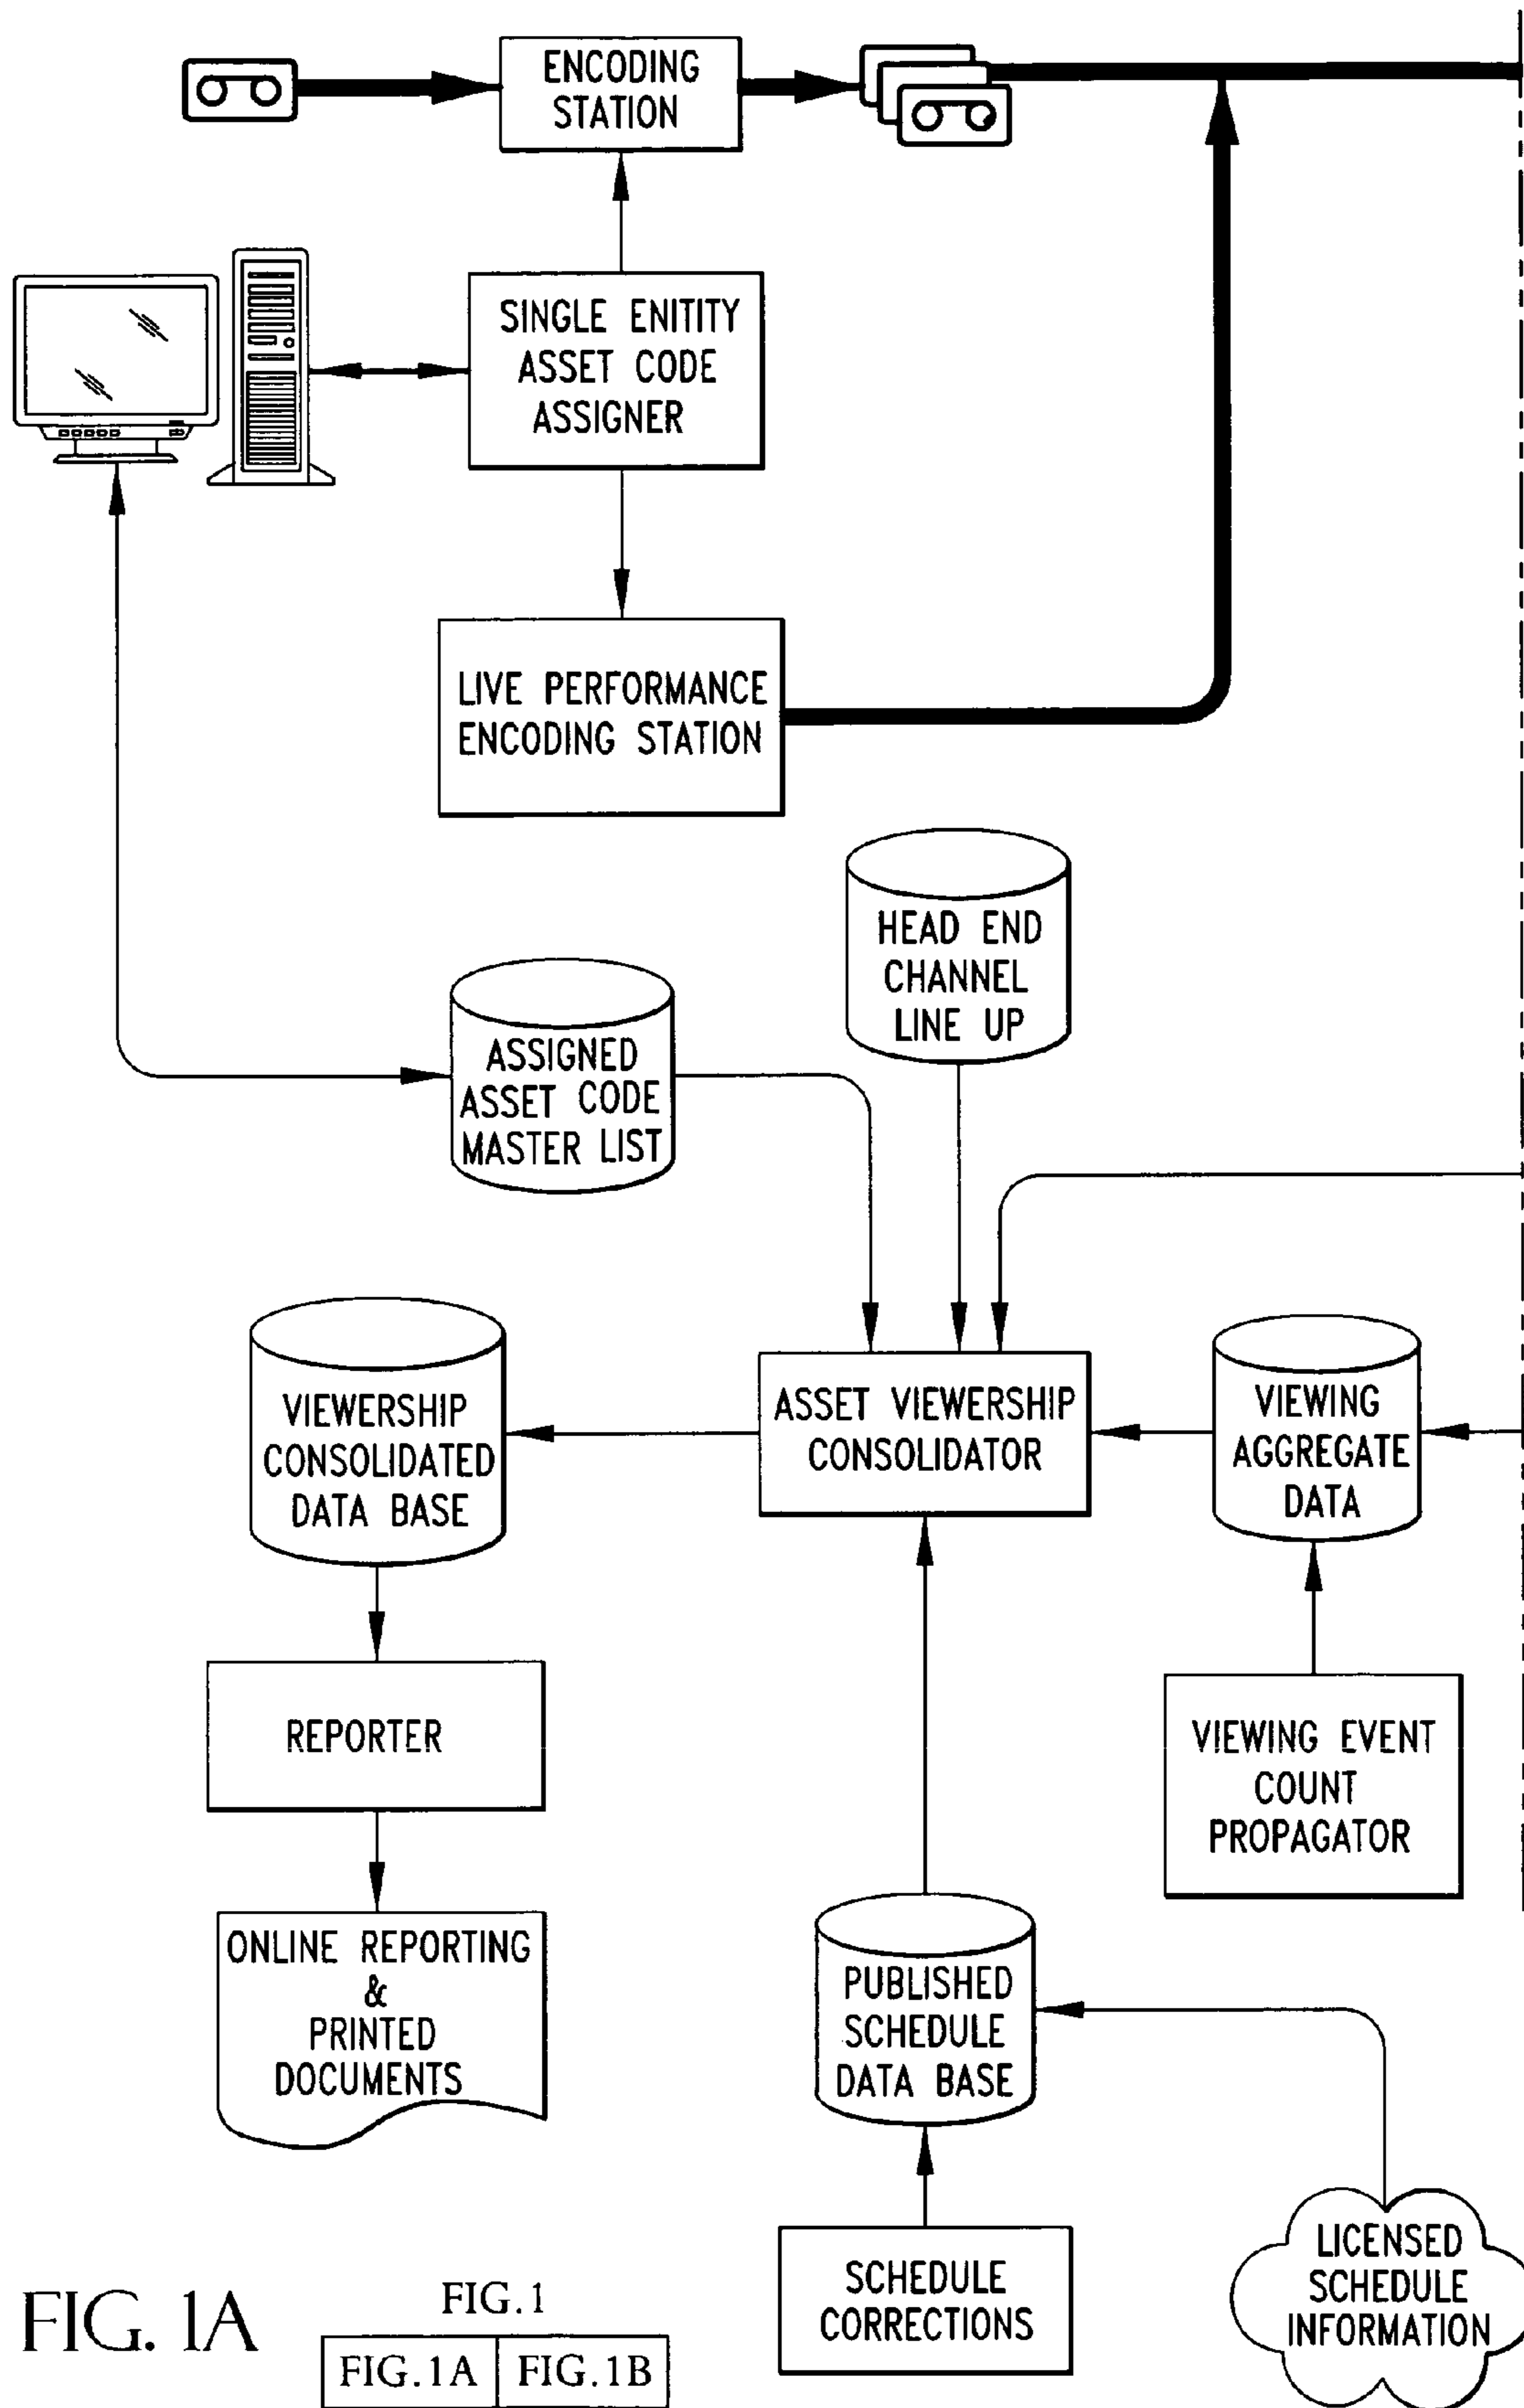 ENCODING
STATION
SINGLE ENITITY
ASSET CODE
ASSIGNER
LIVE PERFORMANCE
ENCODING STATION
HEAD END
CHANNEL
LINE UP
ASSIGNED
ASSET CODE
MASTER LIST
VIEWERSHIP
CONSOLIDATED
DATA BASE
ASSET VIEWERSHIP
CONSOLIDATOR
VIEWING
AGGREGATE
DATA
REPORTER
VIEWING EVENT
COUNT
PROPAGATOR
ONLINE REPORTING
&
PRINTED
DOCUMENTS
PUBLISHED
SCHEDULE
DATA BASE
SCHEDULE
CORRECTIONS
LICENSED
SCHEDULE
INFORMATION
FIG. 1A
FIG.1
FIG.1A FIG.1B